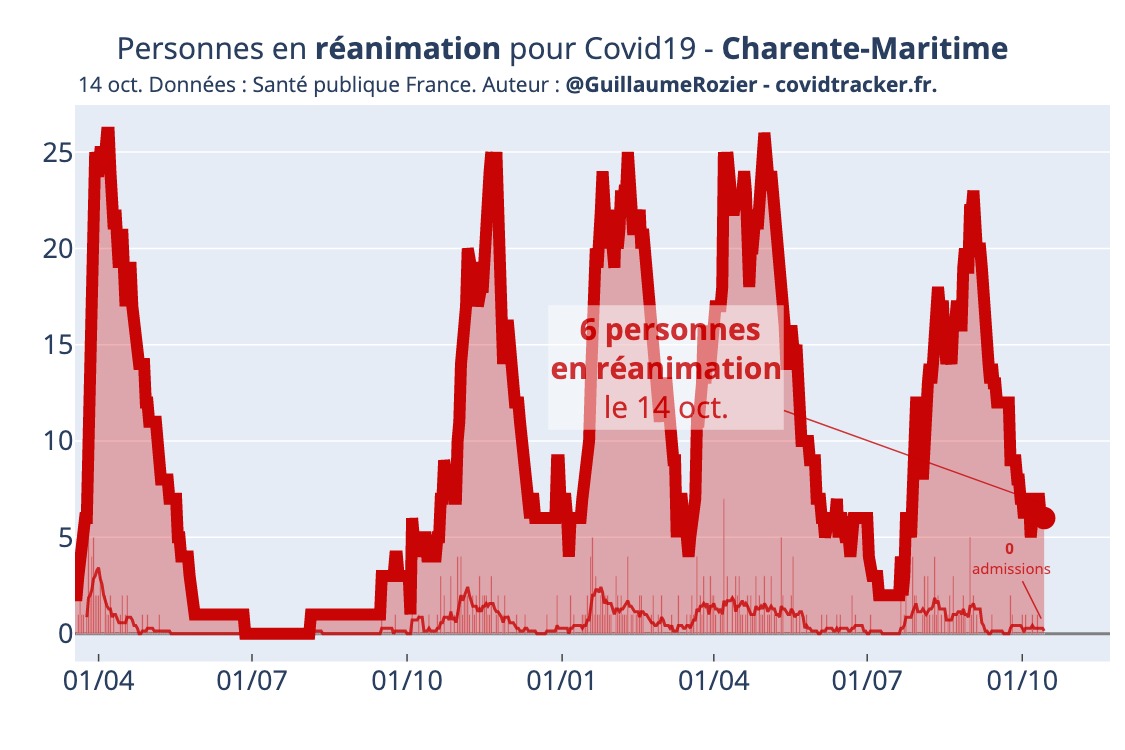 Personnes en réanimation pour Covid19 - Charente-Maritime
14 oct. Données : Santé publique France. Auteur : @GuillaumeRozier - covidtracker.fr.
25
20
15
10
5
0
6 personnes
en réanimation
le 14 oct.
0
admissions
01/04
01/07
01/10
01/01
01/04
01/07
01/10